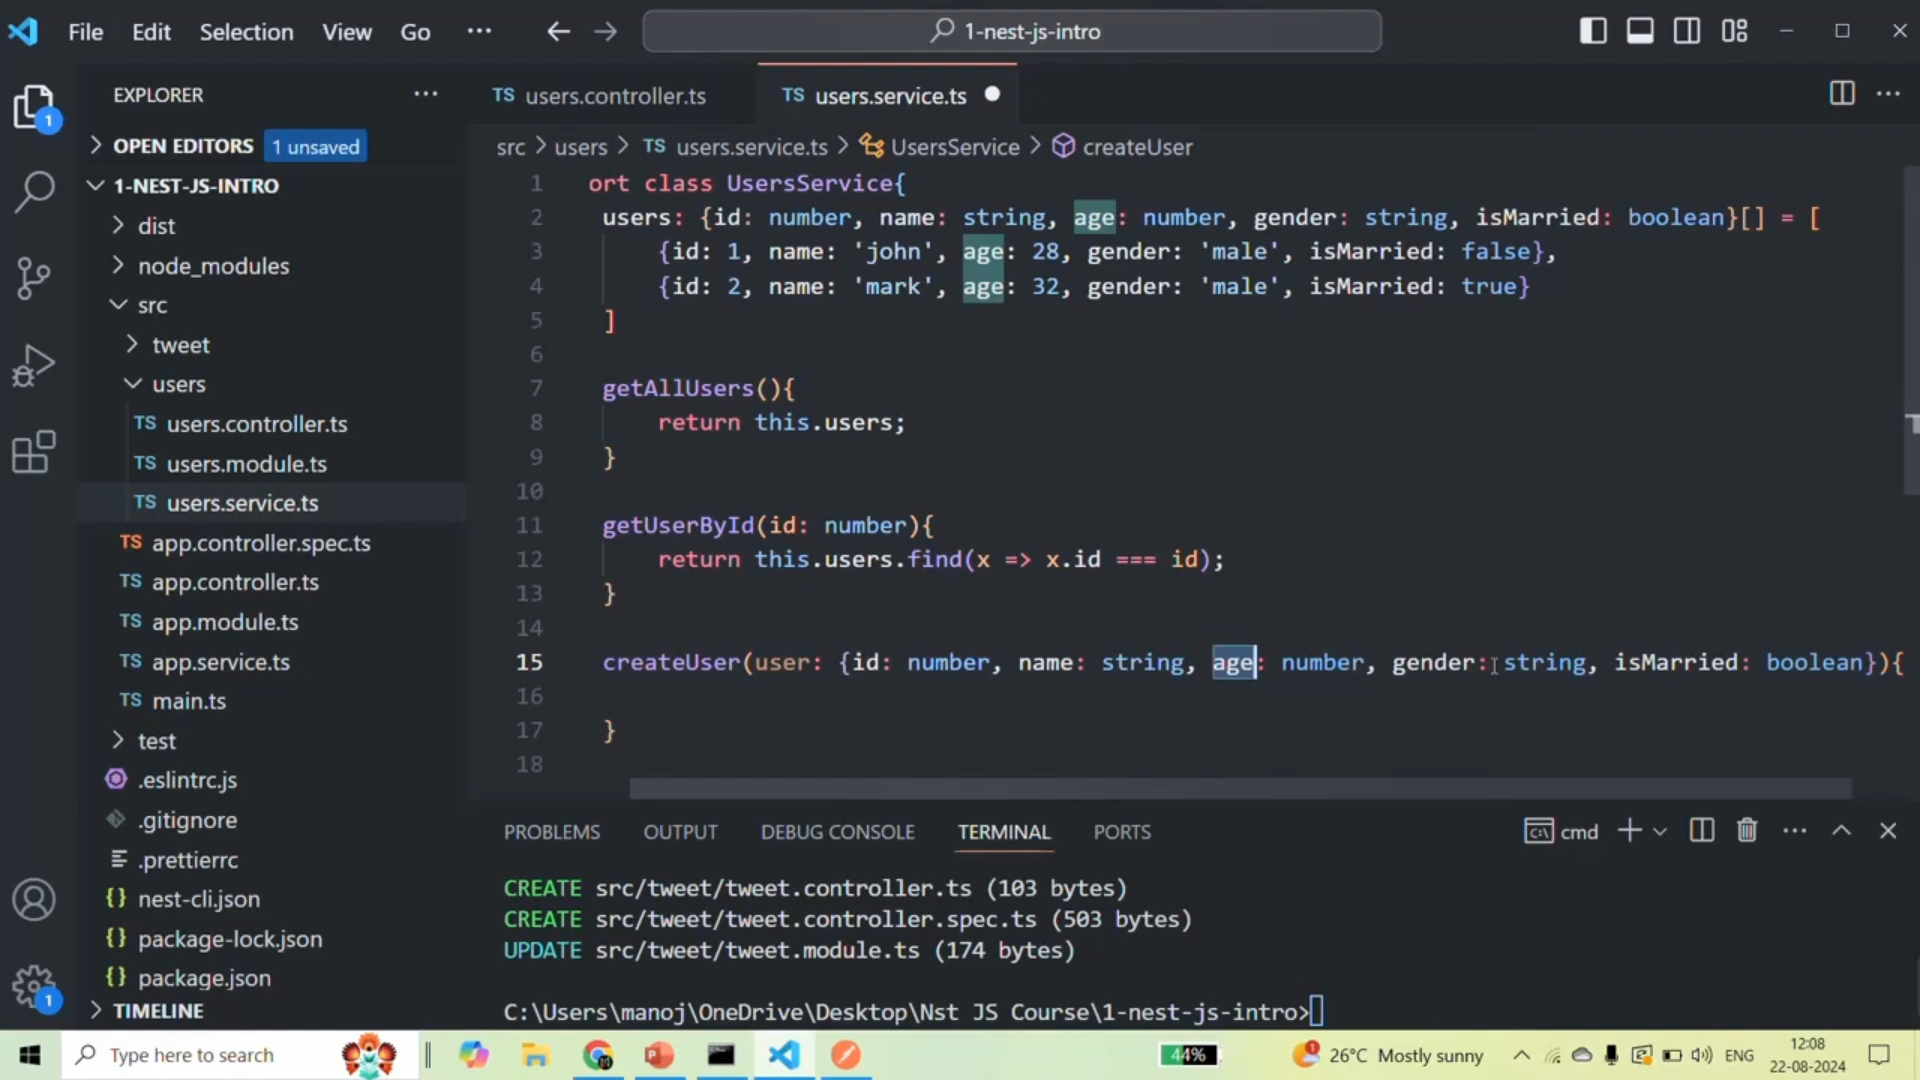 File Edit Selection View Go ··· 1-nest-js-intro
EXPLORER ···
TS users.controller.ts TS users.service.ts
OPEN EDITORS 1 unsaved
1-NEST-JS-INTRO
dist
node_modules
src
tweet
users
TS users.controller.ts
TS users.module.ts
TS users.service.ts
TS app.controller.spec.ts
TS app.controller.ts
TS app.module.ts
TS app.service.ts
TS main.ts
test
.eslintrc.js
.gitignore
.prettierrc
{} nest-cli.json
{} package-lock.json
{} package.json
TIMELINE
1
1
src > users > TS users.service.ts > UsersService > createUser
1 ort class UsersService{
2 users: {id: number, name: string, age: number, gender: string, isMarried: boolean}[] = [
3 {id: 1, name: 'john', age: 28, gender: 'male', isMarried: false},
4 {id: 2, name: 'mark', age: 32, gender: 'male', isMarried: true}
5 ]
6
7 getAllUsers(){
8 return this.users;
9 }
10
11 getUserById(id: number){
12 return this.users.find(x => x.id === id);
13 }
14
15 createUser(user: {id: number, name: string, age: number, gender: string, isMarried: boolean}){
16
17 }
18
PROBLEMS OUTPUT DEBUG CONSOLE TERMINAL PORTS cmd
CREATE src/tweet/tweet.controller.ts (103 bytes)
CREATE src/tweet/tweet.controller.spec.ts (503 bytes)
UPDATE src/tweet/tweet.module.ts (174 bytes)
C:\Users\manoj\OneDrive\Desktop\Nst JS Course\1-nest-js-intro>
Type here to search 44% 1 26°C Mostly sunny ENG 12:08
22-08-2024